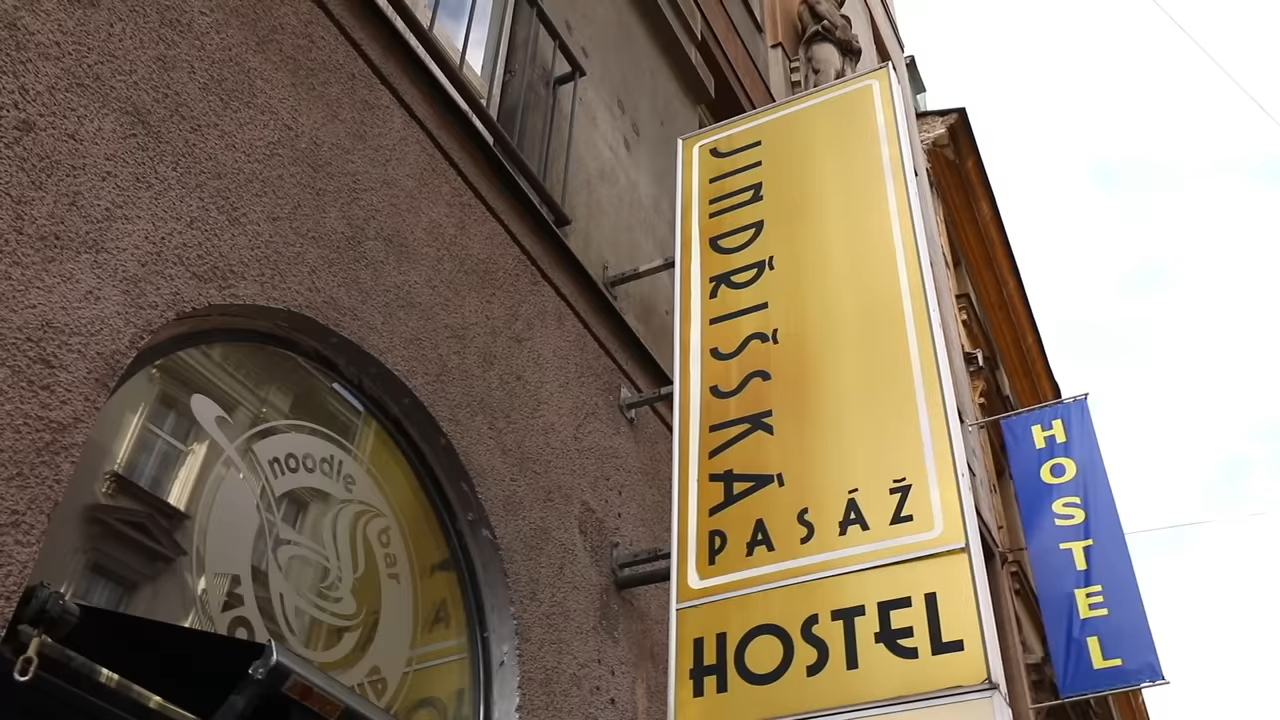 JINDŘIŠSKÁ
PASÁŽ
HOSTEL
HOSTEL
noodle
bar